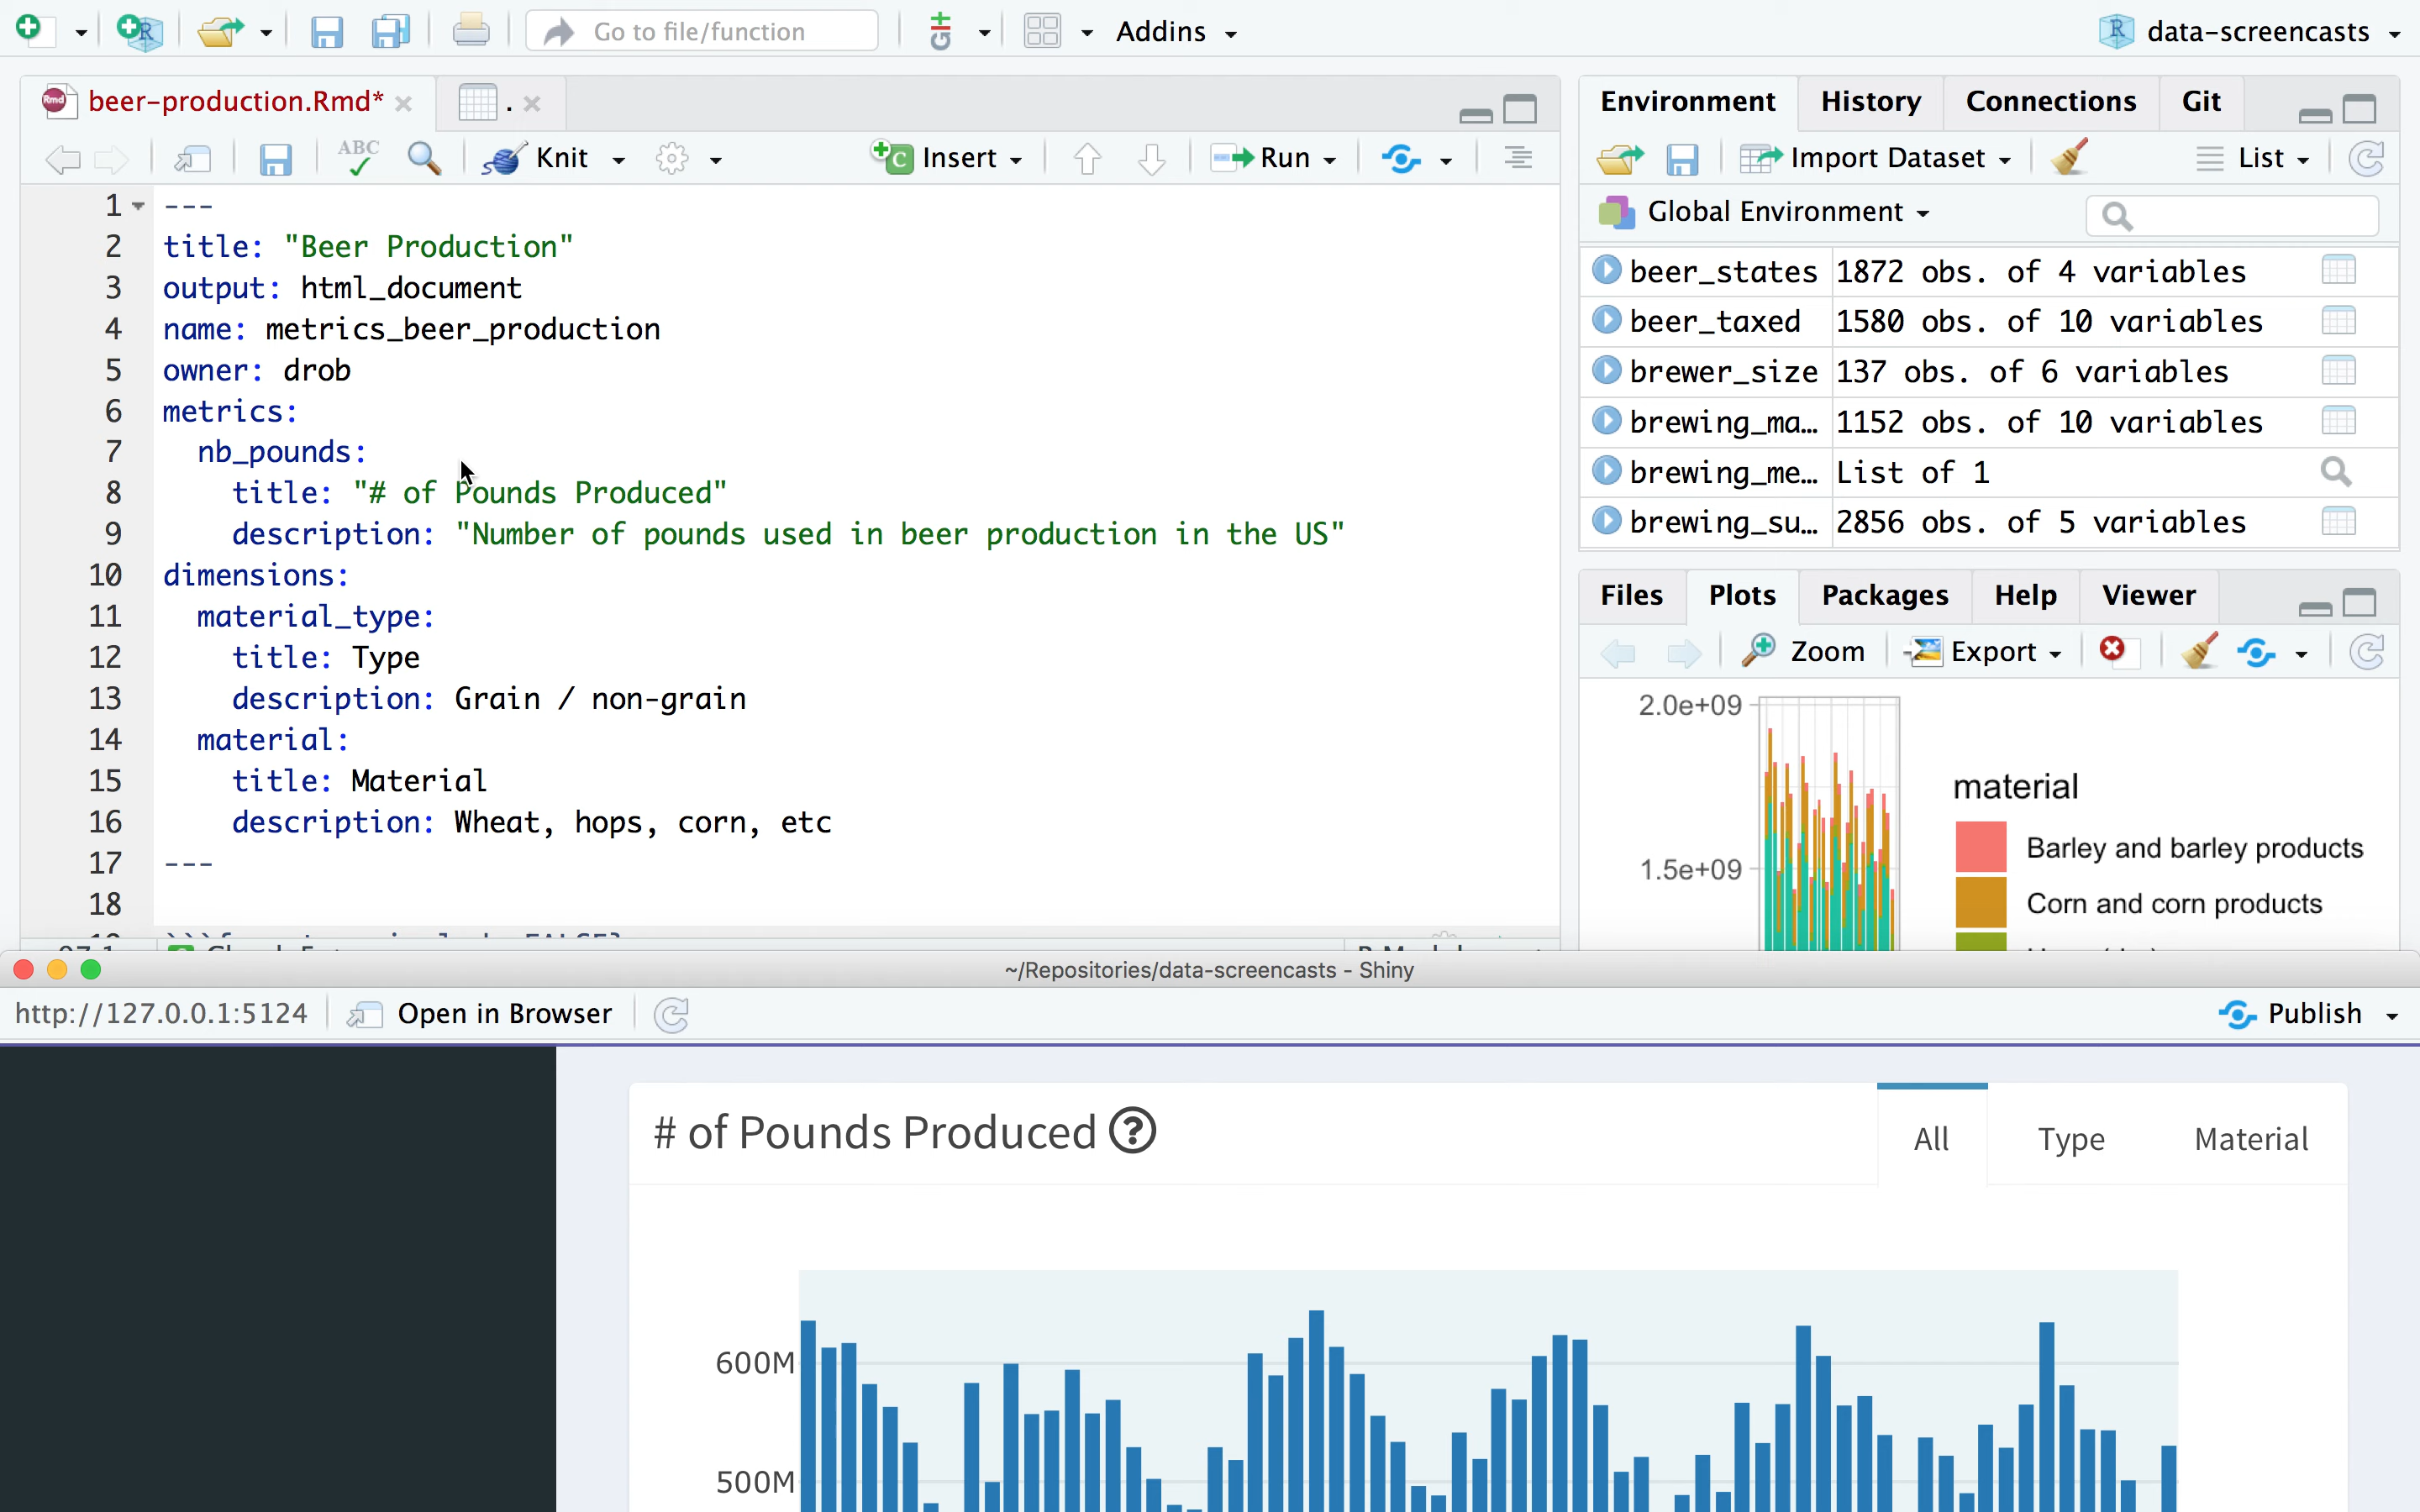 Go to file/function
Addins
data-screencasts
beer-production.Rmd*
.
Environment History Connections Git
ABC
Knit
Insert
Run
Import Dataset
List
Global Environment
1 ---
2 title: "Beer Production"
3 output: html_document
4 name: metrics_beer_production
5 owner: drob
6 metrics:
7 nb_pounds:
8 title: "# of Pounds Produced"
9 description: "Number of pounds used in beer production in the US"
10 dimensions:
11 material_type:
12 title: Type
13 description: Grain / non-grain
14 material:
15 title: Material
16 description: Wheat, hops, corn, etc
17 ---
18
beer_states 1872 obs. of 4 variables
beer_taxed 1580 obs. of 10 variables
brewer_size 137 obs. of 6 variables
brewing_ma… 1152 obs. of 10 variables
brewing_me… List of 1
brewing_su… 2856 obs. of 5 variables
Files Plots Packages Help Viewer
Zoom
Export
2.0e+09
1.5e+09
material
Barley and barley products
Corn and corn products
~/Repositories/data-screencasts - Shiny
http://127.0.0.1:5124
Open in Browser
Publish
# of Pounds Produced ?
All Type Material
600M
500M